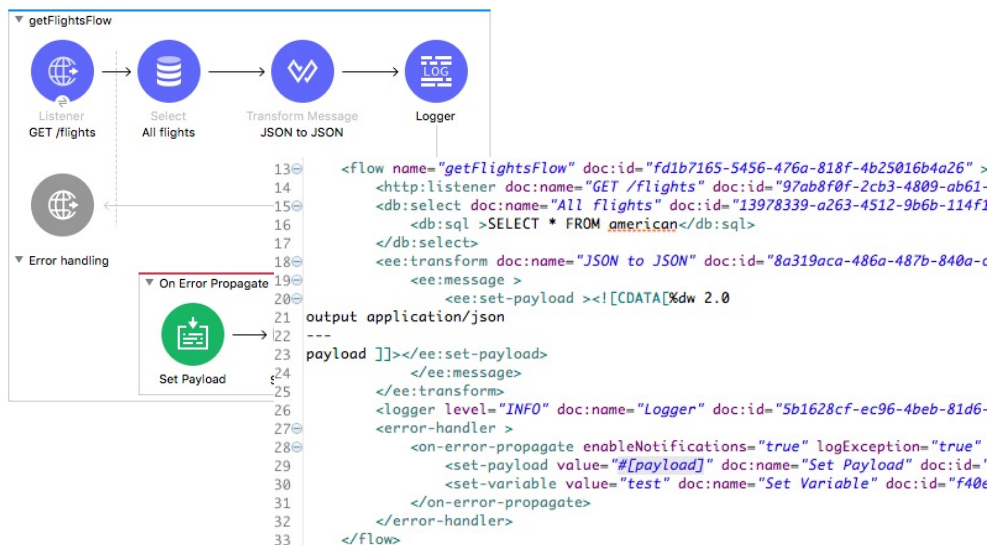 getFlightsFlow
Listener
GET /flights
Select
All flights
Transform Message
JSON to JSON
LOG
Logger
Error handling
On Error Propagate
Set Payload
13 <flow name="getFlightsFlow" doc:id="fd1b7165-5456-476a-818f-4b25016b4a26" >
14 <http:listener doc:name="GET /flights" doc:id="97ab8f0f-2cb3-4809-ab61-
15 <db:select doc:name="All flights" doc:id="13978339-a263-4512-9b6b-114f1
16 <db:sql >SELECT * FROM american</db:sql>
17 </db:select>
18 <ee:transform doc:name="JSON to JSON" doc:id="8a319aca-486a-487b-840a-c
19 <ee:message >
20 <ee:set-payload ><![CDATA[%dw 2.0
21 output application/json
22 ---
23 payload ]]></ee:set-payload>
24 </ee:message>
25 </ee:transform>
26 <logger level="INFO" doc:name="Logger" doc:id="5b1628cf-ec96-4beb-81d6-
27 <error-handler >
28 <on-error-propagate enableNotifications="true" logException="true"
29 <set-payload value="#[payload]" doc:name="Set Payload" doc:id="
30 <set-variable value="test" doc:name="Set Variable" doc:id="f40e
31 </on-error-propagate>
32 </error-handler>
33 </flow>